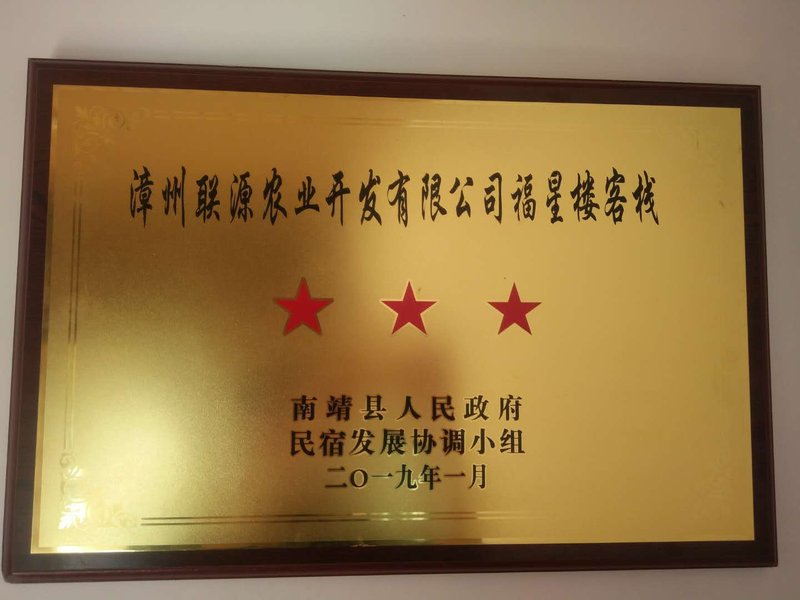 漳州联源农业开发有限公司福星楼客栈
南靖县人民政府
民宿发展协调小组
二〇一九年一月